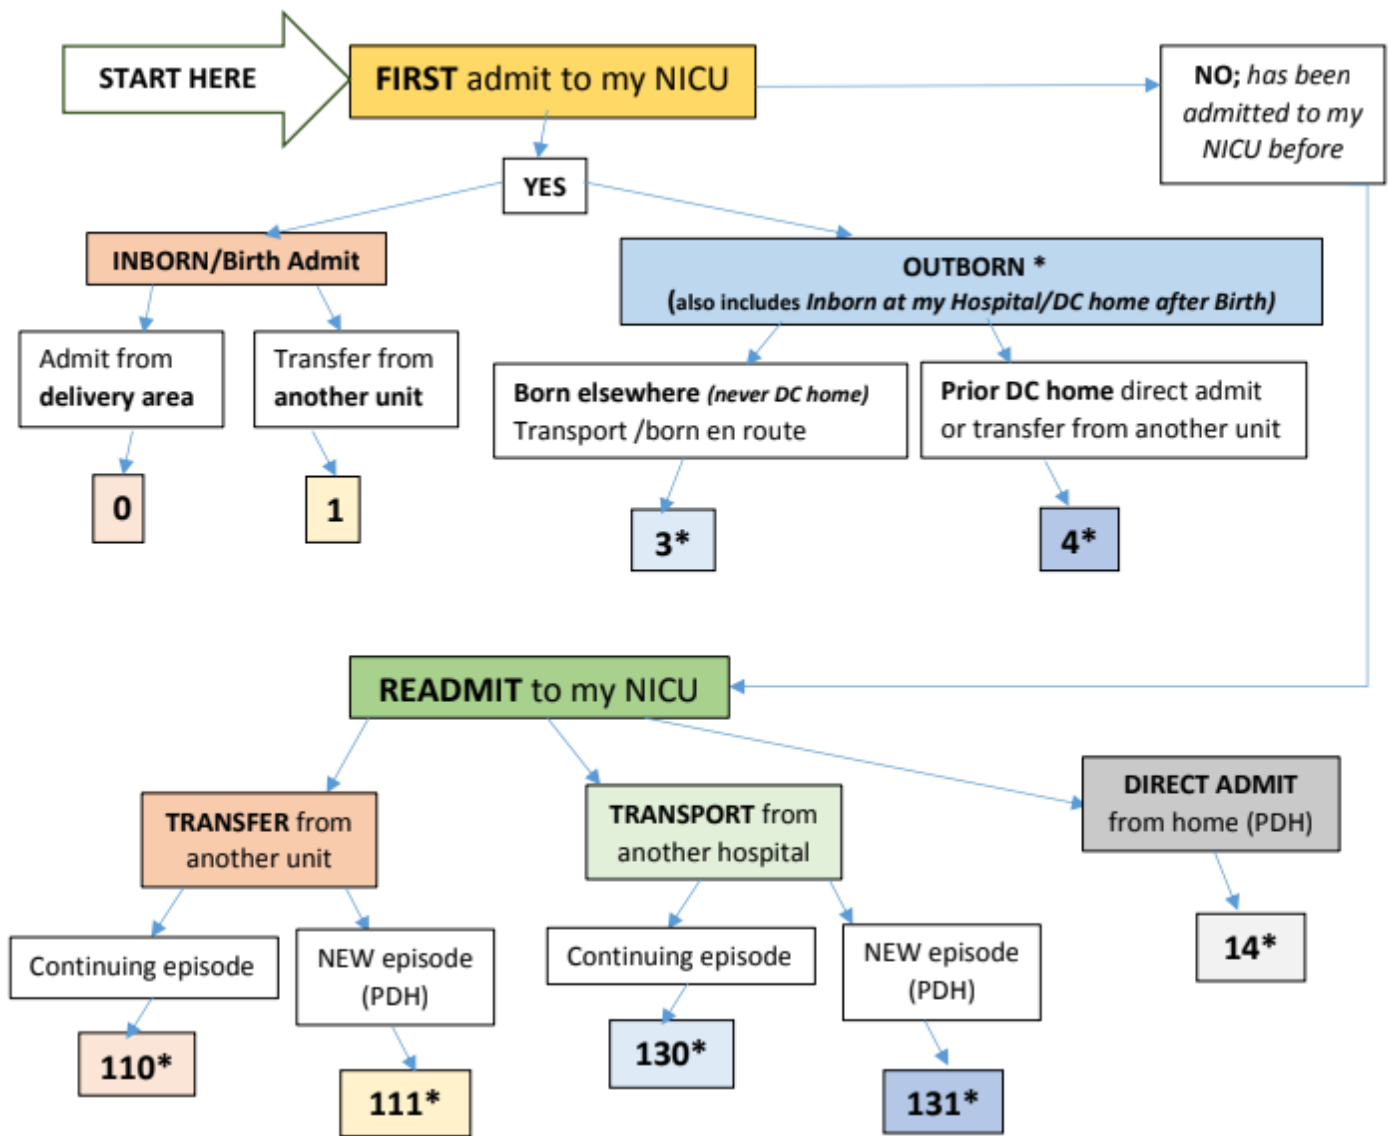 START HERE
FIRST admit to my NICU
NO; has been
admitted to my
NICU before
YES
INBORN/Birth Admit
OUTBORN *
(also includes Inborn at my Hospital/DC home after Birth)
Admit from
delivery area
Transfer from
another unit
Born elsewhere (never DC home)
Transport /born en route
Prior DC home direct admit
or transfer from another unit
0
1
3*
4*
READMIT to my NICU
TRANSFER from
another unit
TRANSPORT from
another hospital
DIRECT ADMIT
from home (PDH)
Continuing episode
NEW episode
(PDH)
Continuing episode
NEW episode
(PDH)
14*
110*
111*
130*
131*